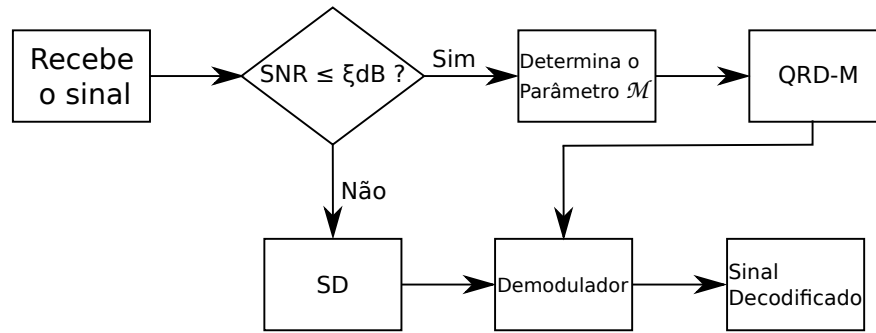 Recebe
o sinal
SNR ≤ ξdB ?
Sim
Determina o
Parâmetro ℳ
QRD-M
Não
SD
Demodulador
Sinal
Decodificado